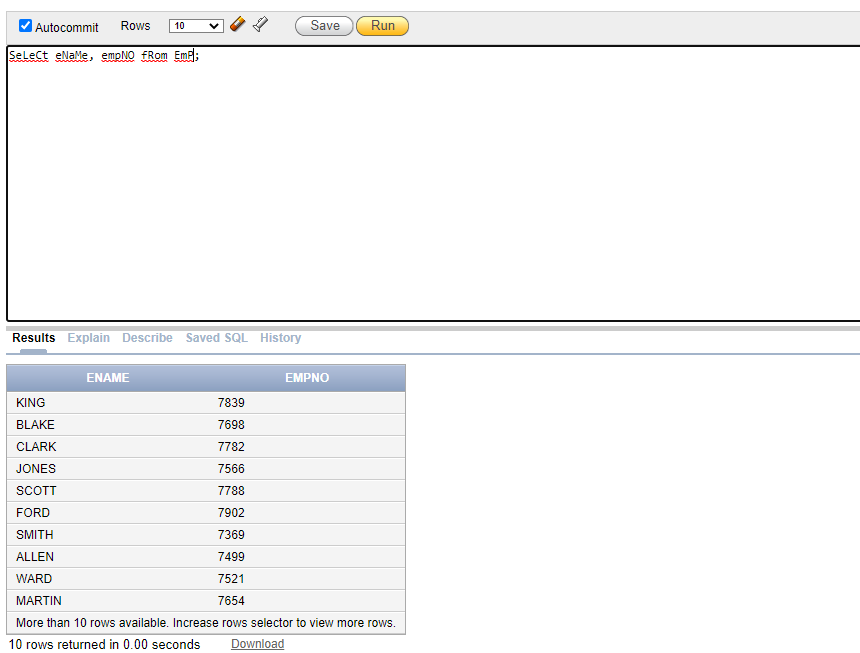 Autocommit Rows 10 Save Run
SeLeCt eNaMe, empNO fRom EmP;
Results Explain Describe Saved SQL History
ENAME EMPNO
KING 7839
BLAKE 7698
CLARK 7782
JONES 7566
SCOTT 7788
FORD 7902
SMITH 7369
ALLEN 7499
WARD 7521
MARTIN 7654
More than 10 rows available. Increase rows selector to view more rows.
10 rows returned in 0.00 seconds Download